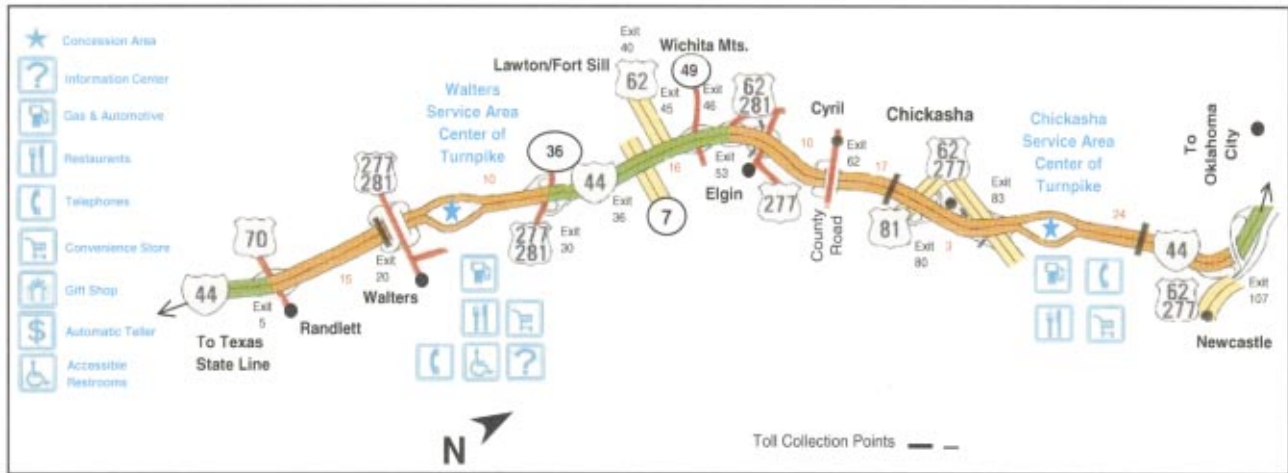 Concession Area
?
Information Center
Gas & Automotive
Restaurents
Telephones
Convenience Store
Gift Shop
$
Automatic Teller
Accessible
Restrooms
44
To Texas
State Line
70
Exit
5
Randlett
15
277
281
Exit
20
Walters
Walters
Service Area
Center of
Turnpike
10
?
36
277
281
Exit
30
44
Exit
36
7
Lawton/Fort Sill
Exit
40
62
Exit
45
16
Wichita Mts.
49
Exit
46
Exit
53
62
281
Elgin
277
10
Cyril
Exit
62
County
Road
17
Chickasha
81
Exit
80
62
277
3
Exit
83
Chickasha
Service Area
Center of
Turnpike
24
44
To
Oklahoma
City
Exit
107
62
277
Newcastle
N
Toll Collection Points